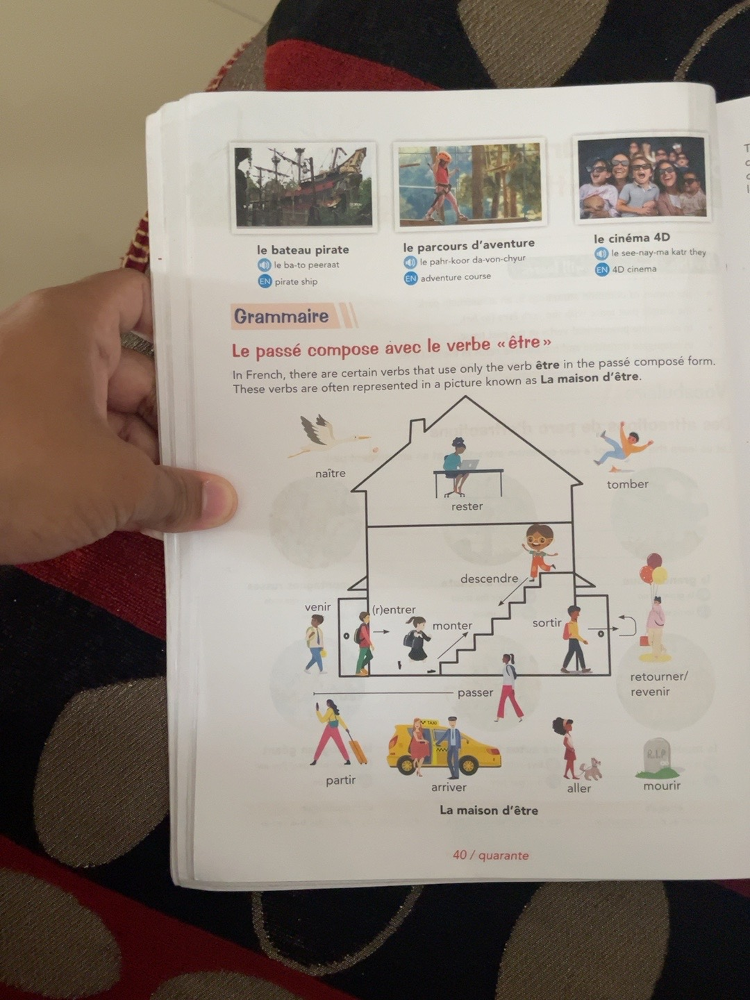 le bateau pirate
le ba-to peeraat
EN pirate ship
le parcours d'aventure
le pahr-koor da-von-chyur
EN adventure course
le cinéma 4D
le see-nay-ma katr they
EN 4D cinema
Grammaire
Le passé compose avec le verbe « être »
In French, there are certain verbs that use only the verb être in the passé composé form.
These verbs are often represented in a picture known as La maison d'être.
naître
rester
tomber
descendre
venir
(r)entrer
monter
sortir
retourner/
revenir
passer
TAXI
R.I.P
partir
arriver
aller
mourir
La maison d'être
40 / quarante